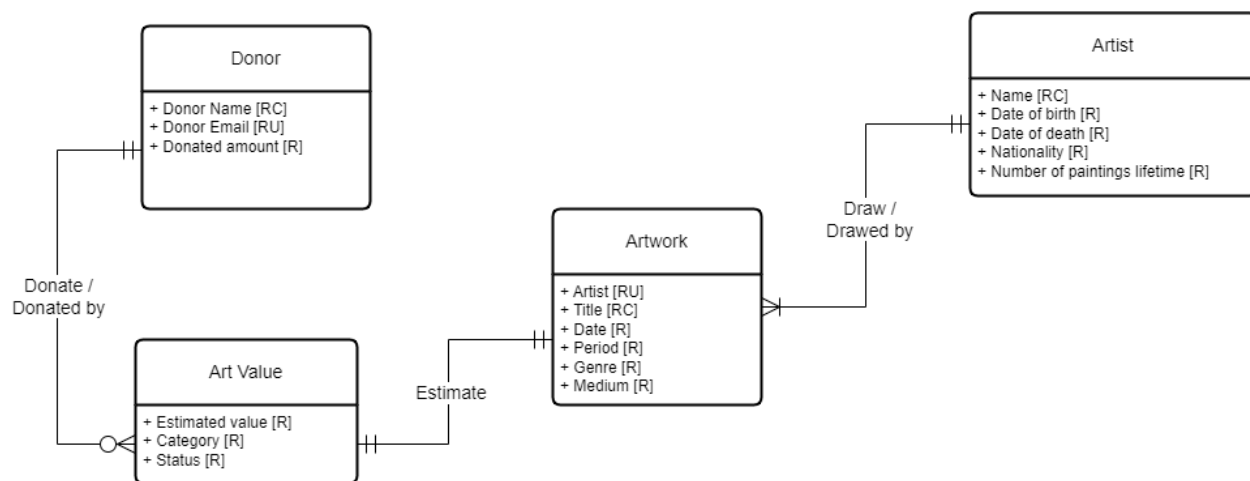 Donor
+ Donor Name [RC]
+ Donor Email [RU]
+ Donated amount [R]
Artist
+ Name [RC]
+ Date of birth [R]
+ Date of death [R]
+ Nationality [R]
+ Number of paintings lifetime [R]
Draw /
Drawed by
Artwork
+ Artist [RU]
+ Title [RC]
+ Date [R]
+ Period [R]
+ Genre [R]
+ Medium [R]
Donate /
Donated by
Art Value
+ Estimated value [R]
+ Category [R]
+ Status [R]
Estimate